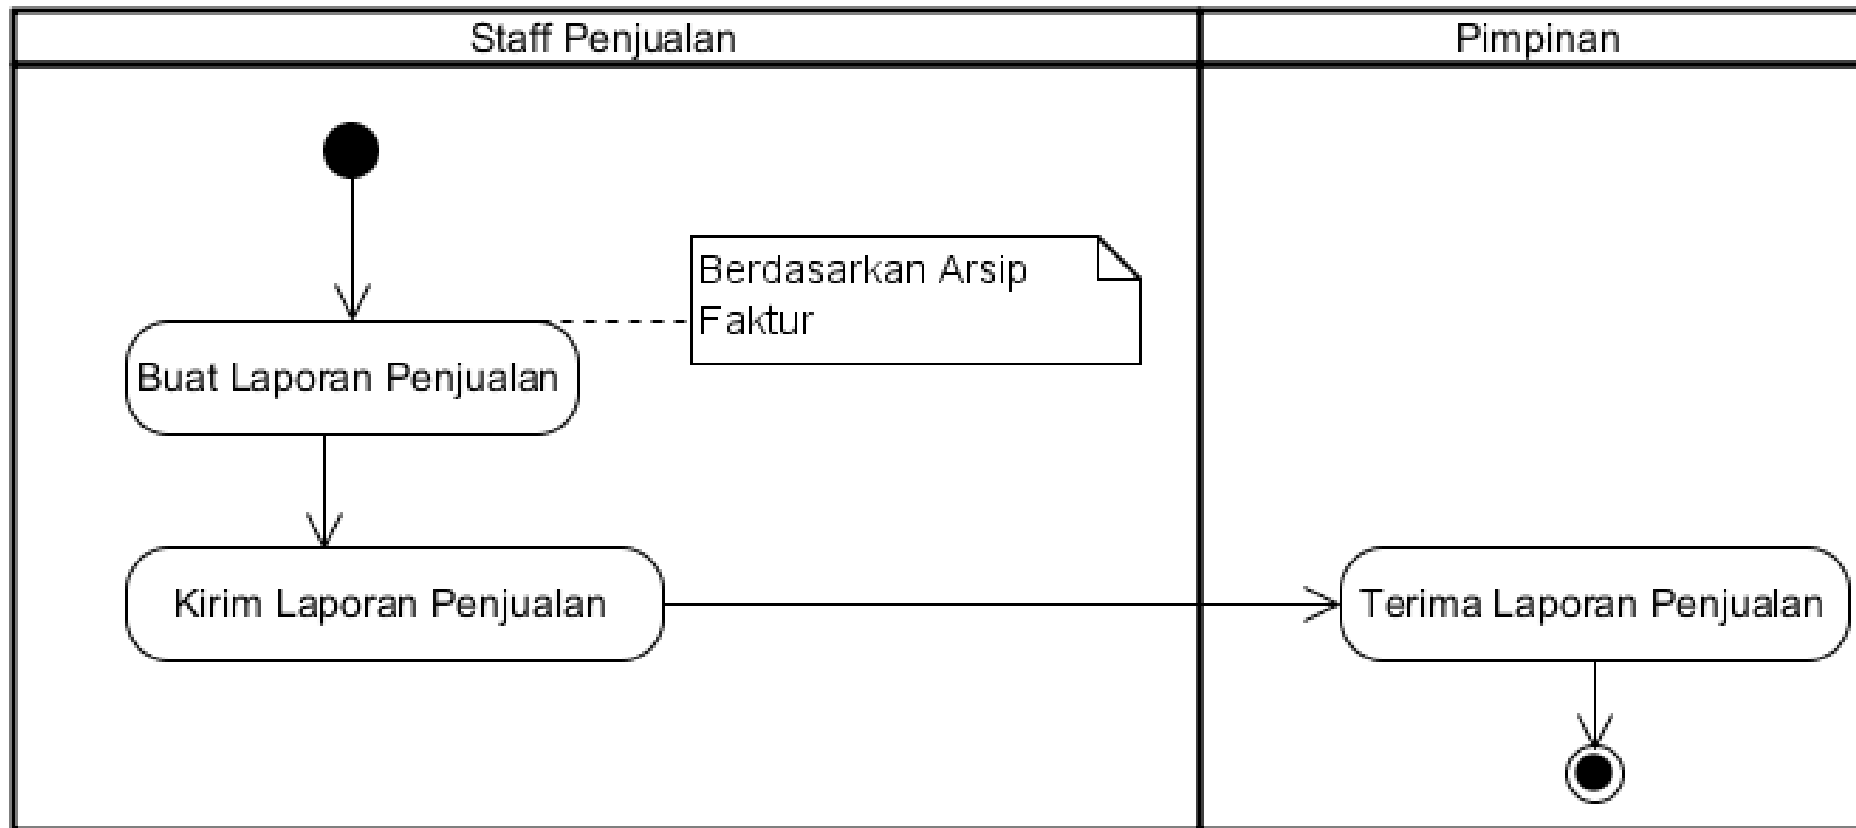 Staff Penjualan
Pimpinan
Berdasarkan Arsip
Faktur
Buat Laporan Penjualan
Kirim Laporan Penjualan
Terima Laporan Penjualan